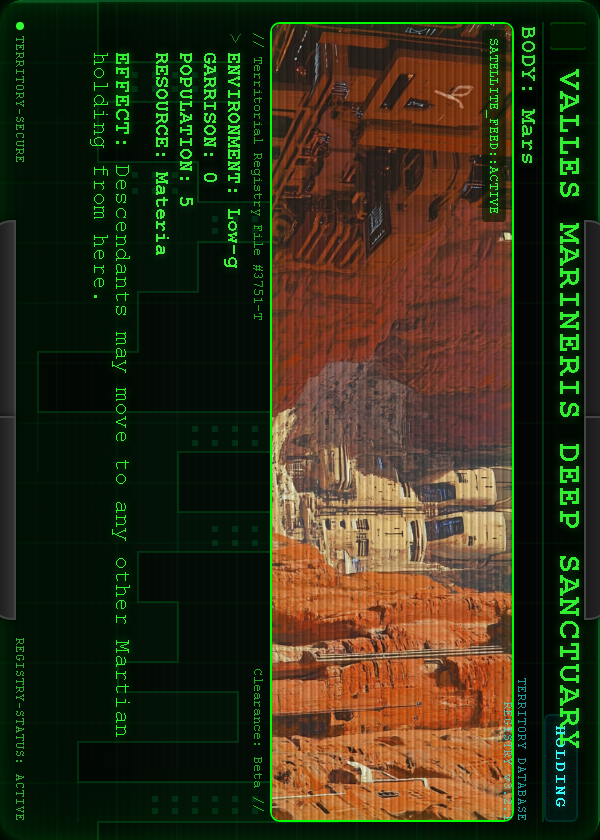 VALLES MARINERIS DEEP SANCTUARY
HOLDING
BODY: Mars
TERRITORY DATABASE
SATELLITE_FEED::ACTIVE
// Territorial Registry File #3751-T
Clearance: Beta //
> ENVIRONMENT: Low-g
GARRISON: 0
POPULATION: 5
RESOURCE: Materia
EFFECT: Descendants may move to any other Martian
holding from here.
● TERRITORY-SECURE
REGISTRY-STATUS: ACTIVE